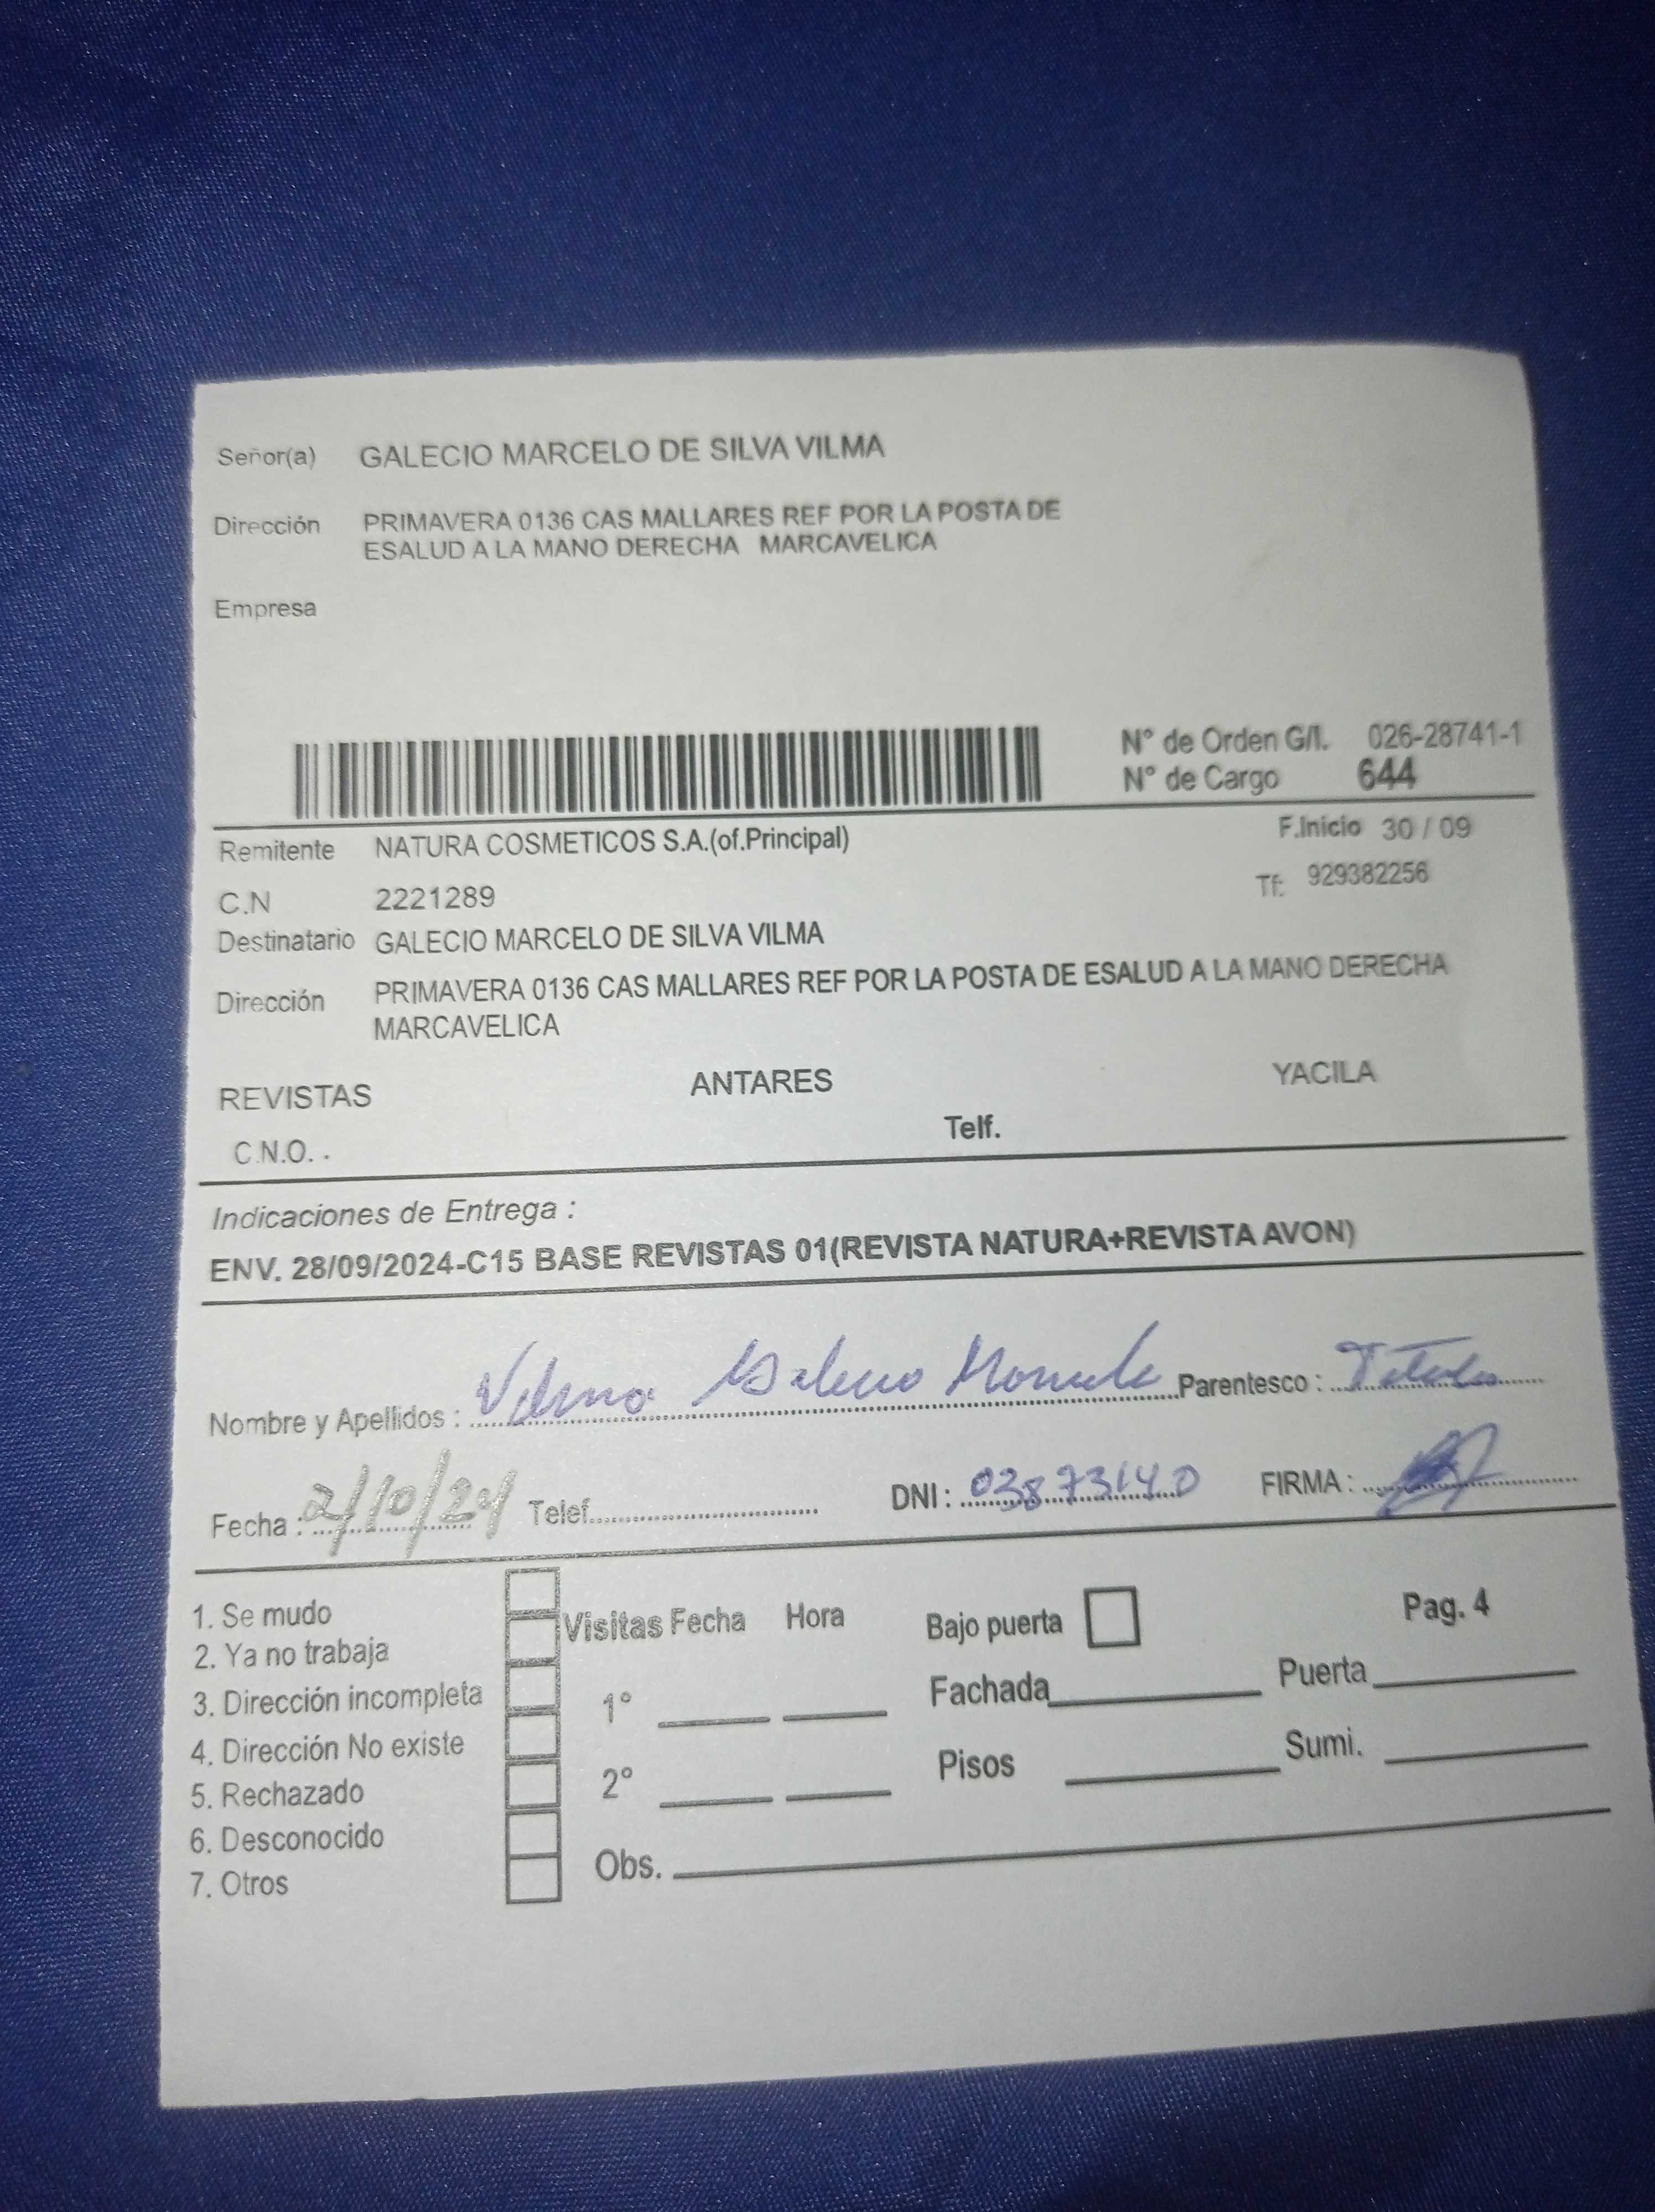 Señor(a) GALECIO MARCELO DE SILVA VILMA
Dirección PRIMAVERA 0136 CAS MALLARES REF POR LA POSTA DE
ESALUD A LA MANO DERECHA MARCAVELICA
Empresa
N° de Orden G/I. 026-28741-1
N° de Cargo 644
Remitente NATURA COSMETICOS S.A.(of.Principal) F.Inicio 30 / 09
C.N 2221289 Tf: 929382256
Destinatario GALECIO MARCELO DE SILVA VILMA
Dirección PRIMAVERA 0136 CAS MALLARES REF POR LA POSTA DE ESALUD A LA MANO DERECHA
MARCAVELICA
REVISTAS ANTARES YACILA
C.N.O. . Telf.
Indicaciones de Entrega :
ENV. 28/09/2024-C15 BASE REVISTAS 01(REVISTA NATURA+REVISTA AVON)
Nombre y Apellidos : Vilma Galecio Marcelo Parentesco : Titular
Fecha : 2/10/24 Telef. DNI : 03873140 FIRMA :
1. Se mudo
2. Ya no trabaja
3. Dirección incompleta
4. Dirección No existe
5. Rechazado
6. Desconocido
7. Otros
Visitas Fecha Hora
1°
2°
Obs.
Bajo puerta Pag. 4
Fachada Puerta
Pisos Sumi.